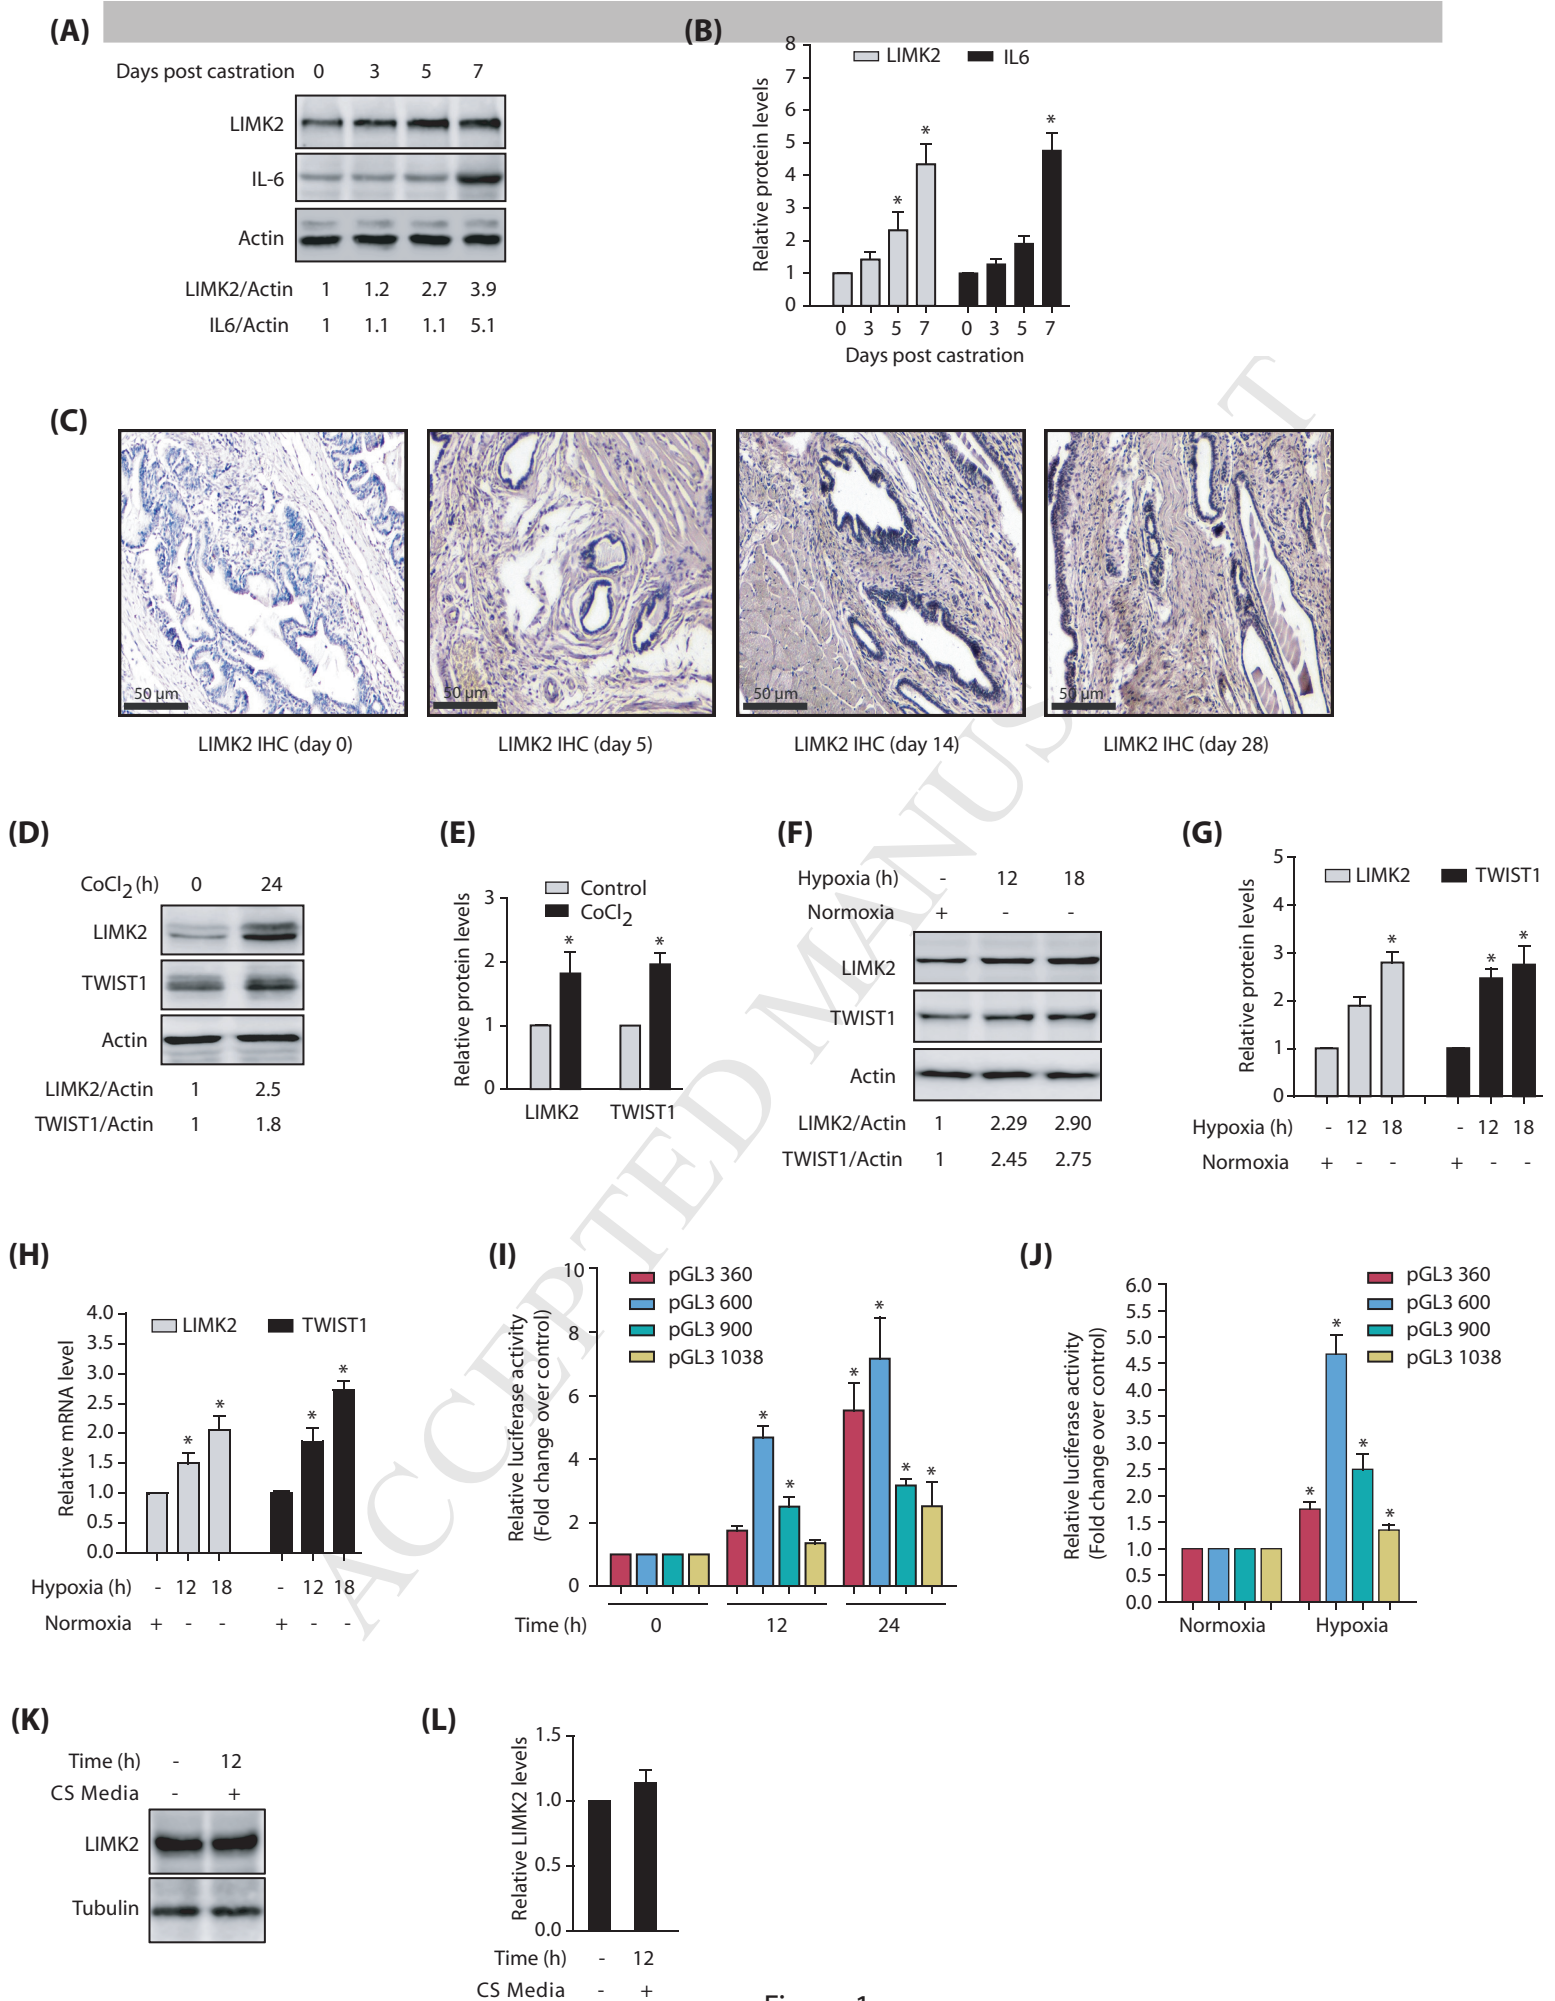 (A)
Days post castration 0 3 5 7
LIMK2
IL-6
Actin
LIMK2/Actin 1 1.2 2.7 3.9
IL6/Actin 1 1.1 1.1 5.1
(B)
LIMK2 IL6
Relative protein levels
8
7
6
5
4
3
2
1
0
* * *
0 3 5 7 0 3 5 7
Days post castration
(C)
50 µm 50 µm 50 µm 50 µm
LIMK2 IHC (day 0) LIMK2 IHC (day 5) LIMK2 IHC (day 14) LIMK2 IHC (day 28)
(D)
CoCl2 (h) 0 24
LIMK2
TWIST1
Actin
LIMK2/Actin 1 2.5
TWIST1/Actin 1 1.8
(E)
Control
CoCl2
Relative protein levels
3
2
1
0
* *
LIMK2 TWIST1
(F)
Hypoxia (h) - 12 18
Normoxia + - -
LIMK2
TWIST1
Actin
LIMK2/Actin 1 2.29 2.90
TWIST1/Actin 1 2.45 2.75
(G)
LIMK2 TWIST1
Relative protein levels
5
4
3
2
1
0
* * *
Hypoxia (h) - 12 18 - 12 18
Normoxia + - - + - -
(H)
LIMK2 TWIST1
Relative mRNA level
4.0
3.5
3.0
2.5
2.0
1.5
1.0
0.5
0.0
* * * *
Hypoxia (h) - 12 18 - 12 18
Normoxia + - - + - -
(I)
pGL3 360
pGL3 600
pGL3 900
pGL3 1038
Relative luciferase activity
(Fold change over control)
10
8
6
4
2
0
* * * * * *
Time (h) 0 12 24
(J)
pGL3 360
pGL3 600
pGL3 900
pGL3 1038
Relative luciferase activity
(Fold change over control)
6.0
5.5
5.0
4.5
4.0
3.5
3.0
2.5
2.0
1.5
1.0
0.5
0.0
* * * *
Normoxia Hypoxia
(K)
Time (h) - 12
CS Media - +
LIMK2
Tubulin
(L)
Relative LIMK2 levels
1.5
1.0
0.5
0.0
Time (h) - 12
CS Media - +
ACCEPTED MANUSCRIPT